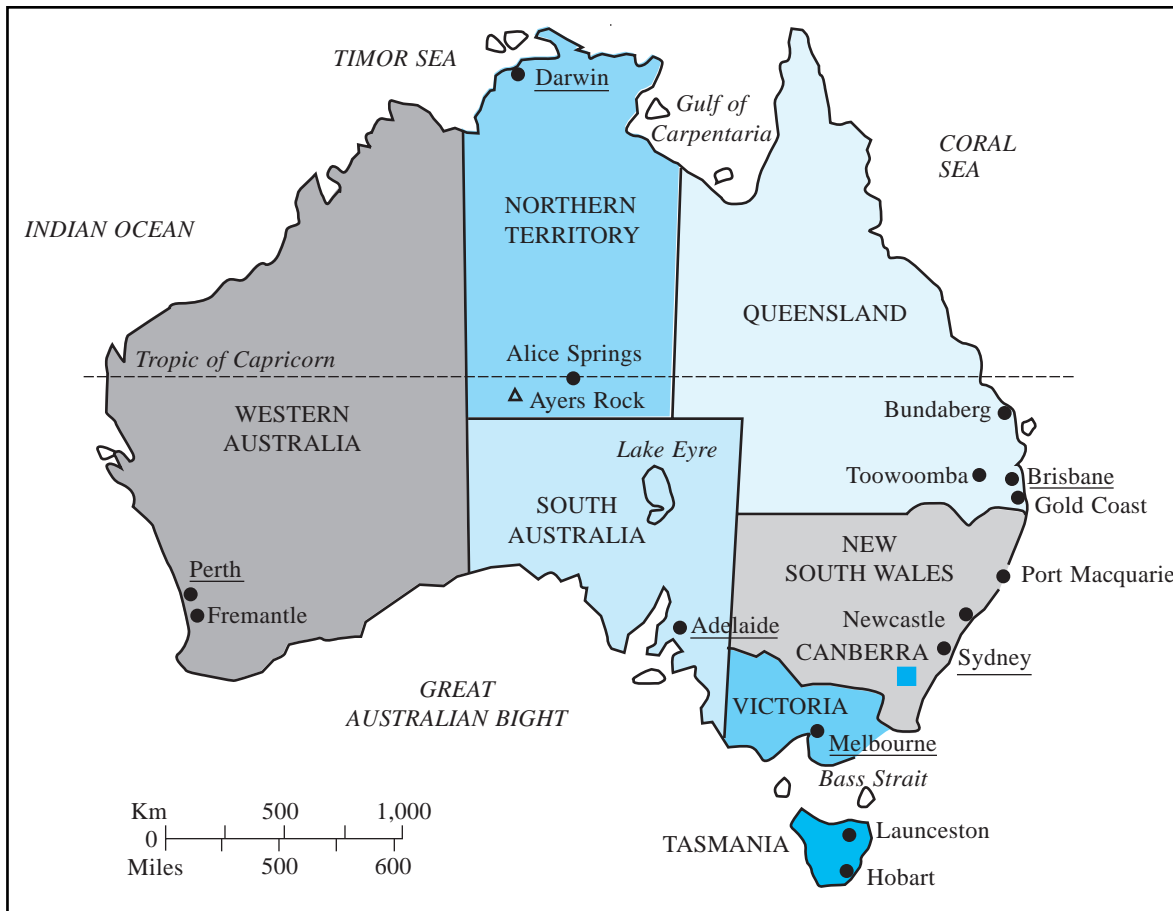 TIMOR SEA
Darwin
Gulf of
Carpentaria
CORAL
SEA
INDIAN OCEAN
NORTHERN
TERRITORY
QUEENSLAND
Tropic of Capricorn
Alice Springs
Ayers Rock
WESTERN
AUSTRALIA
Bundaberg
Lake Eyre
Toowoomba
Brisbane
Gold Coast
SOUTH
AUSTRALIA
NEW
SOUTH WALES
Perth
Port Macquarie
Fremantle
Newcastle
Adelaide
CANBERRA
Sydney
GREAT
AUSTRALIAN BIGHT
VICTORIA
Melbourne
Bass Strait
Km 500 1,000
0
Miles 500 600
TASMANIA
Launceston
Hobart